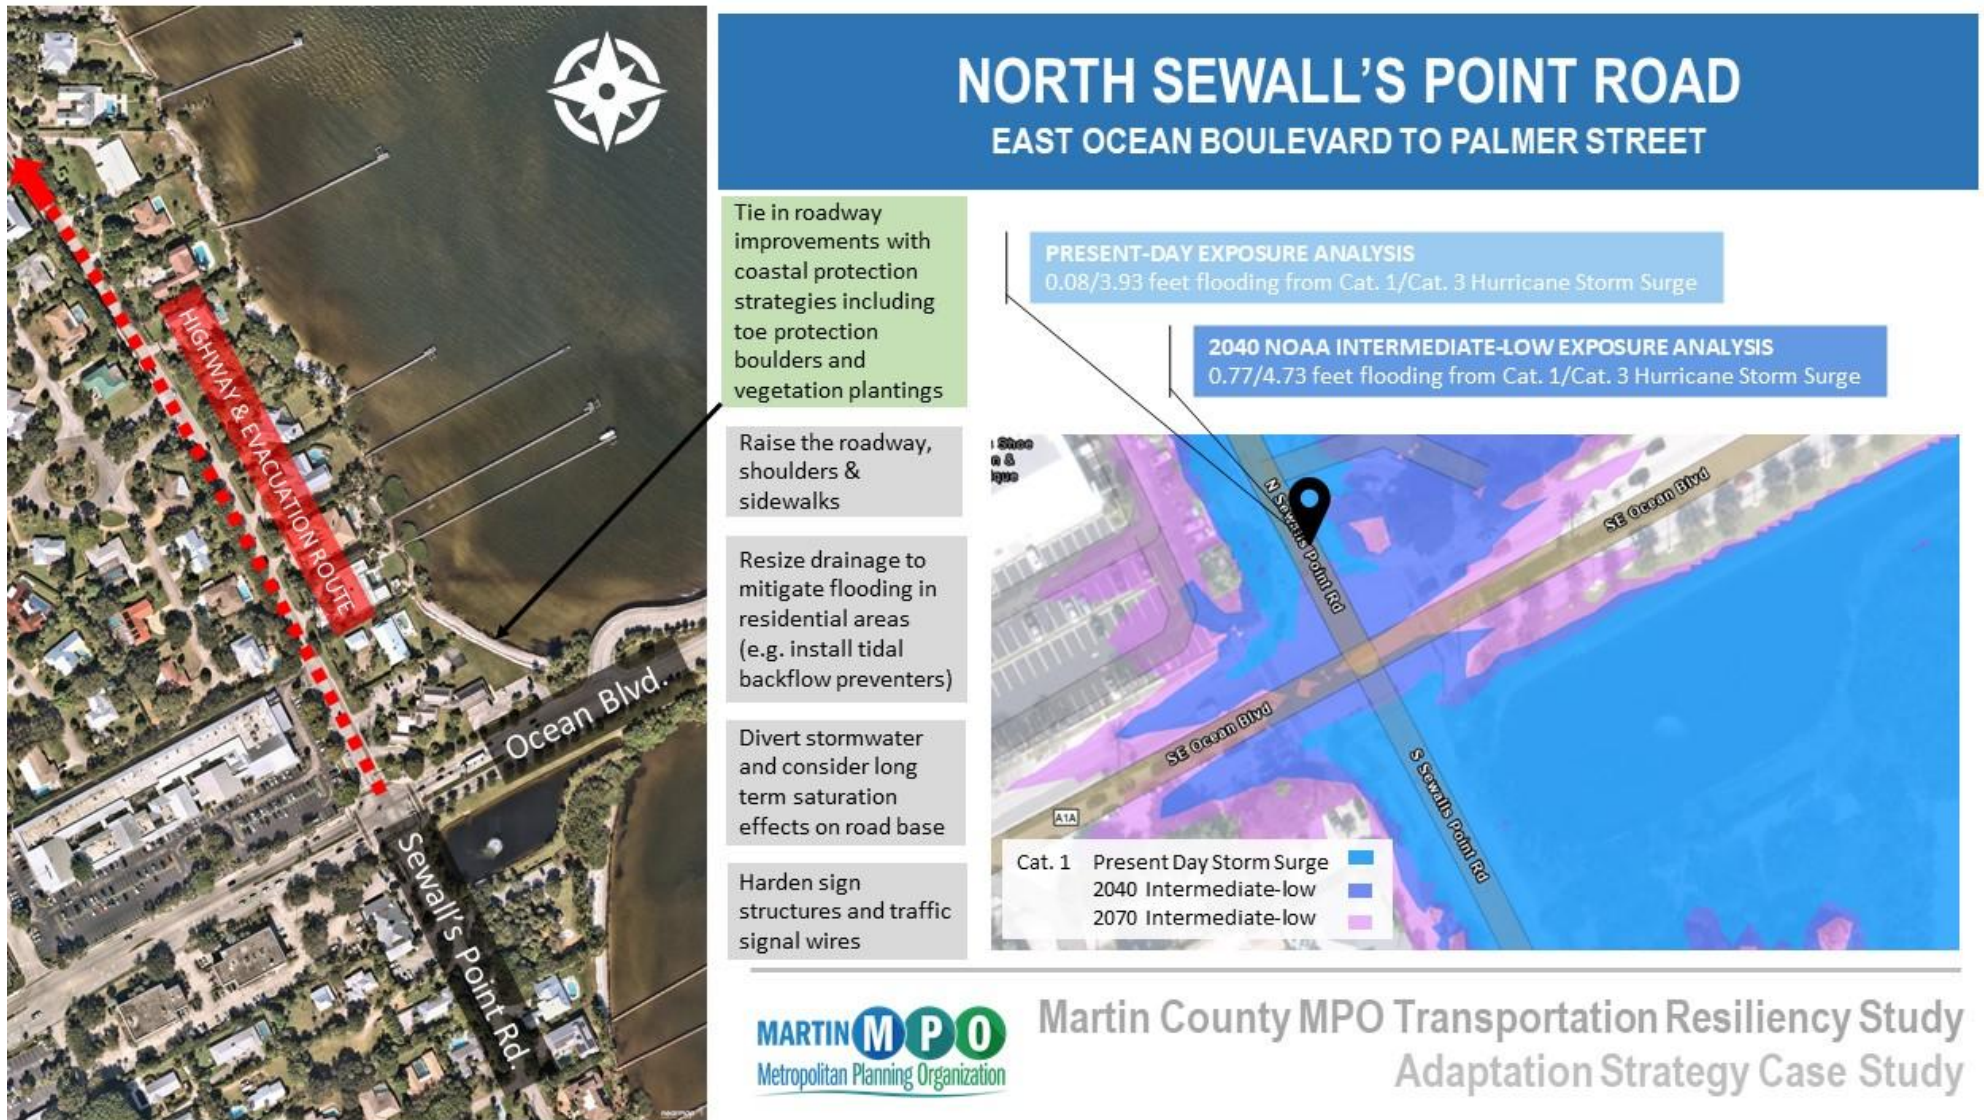 NORTH SEWALL'S POINT ROAD
EAST OCEAN BOULEVARD TO PALMER STREET
HIGHWAY & EVACUATION ROUTE
Ocean Blvd.
Sewall's Point Rd.
nearmap
Tie in roadway
improvements with
coastal protection
strategies including
toe protection
boulders and
vegetation plantings
Raise the roadway,
shoulders &
sidewalks
Resize drainage to
mitigate flooding in
residential areas
(e.g. install tidal
backflow preventers)
Divert stormwater
and consider long
term saturation
effects on road base
Harden sign
structures and traffic
signal wires
PRESENT-DAY EXPOSURE ANALYSIS
0.08/3.93 feet flooding from Cat. 1/Cat. 3 Hurricane Storm Surge
2040 NOAA INTERMEDIATE-LOW EXPOSURE ANALYSIS
0.77/4.73 feet flooding from Cat. 1/Cat. 3 Hurricane Storm Surge
Shoe
&
N Sewalls Point Rd
SE Ocean Blvd
SE Ocean Blvd
S Sewalls Point Rd
A1A
Cat. 1 Present Day Storm Surge
2040 Intermediate-low
2070 Intermediate-low
MARTIN MPO
Metropolitan Planning Organization
Martin County MPO Transportation Resiliency Study
Adaptation Strategy Case Study